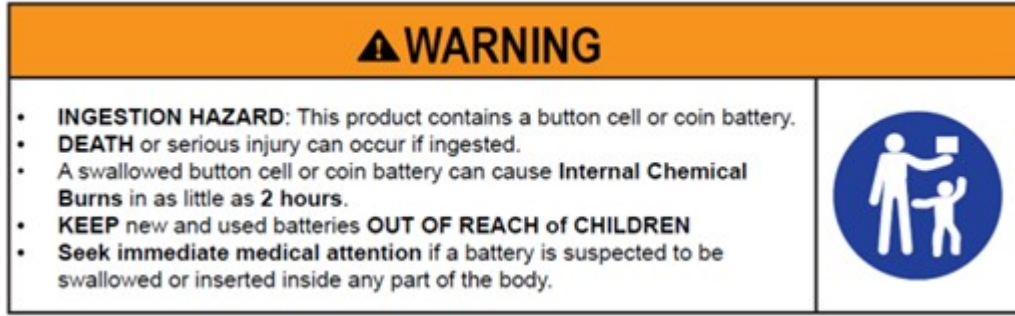 WARNING
• INGESTION HAZARD: This product contains a button cell or coin battery.
• DEATH or serious injury can occur if ingested.
• A swallowed button cell or coin battery can cause Internal Chemical
Burns in as little as 2 hours.
• KEEP new and used batteries OUT OF REACH of CHILDREN
• Seek immediate medical attention if a battery is suspected to be
swallowed or inserted inside any part of the body.